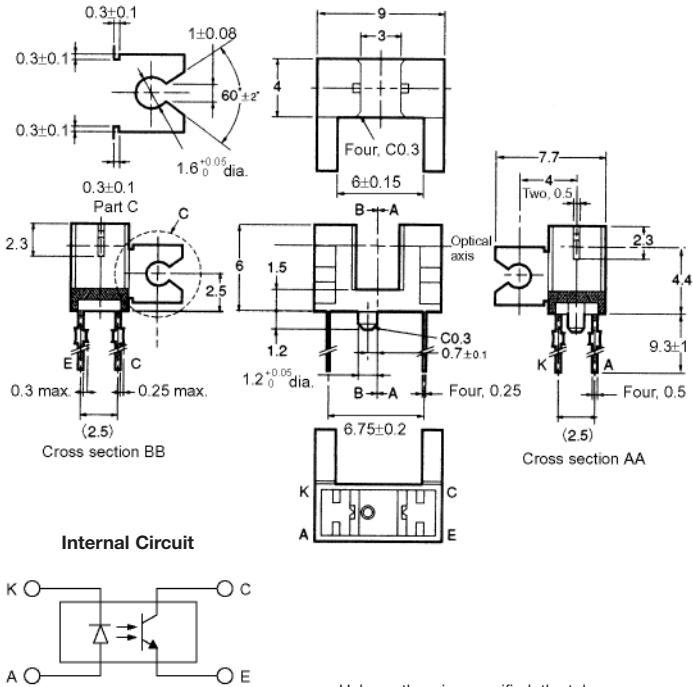 0.3±0.1
1±0.08
0.3±0.1
60 ±2°
0.3±0.1
1.6 +0.05 0 dia.
0.3±0.1
Part C
9
3
4
Four, C0.3
6±0.15
7.7
4
Two, 0.5
C
2.3
2.5
E
C
0.3 max.
0.25 max.
(2.5)
Cross section BB
B
A
Optical
axis
6
1.5
1.2
C0.3
0.7±0.1
1.2 +0.05 0 dia.
B
A
Four, 0.25
6.75±0.2
2.3
4.4
9.3±1
K
A
Four, 0.5
(2.5)
Cross section AA
K
C
A
E
Internal Circuit
K
C
A
E